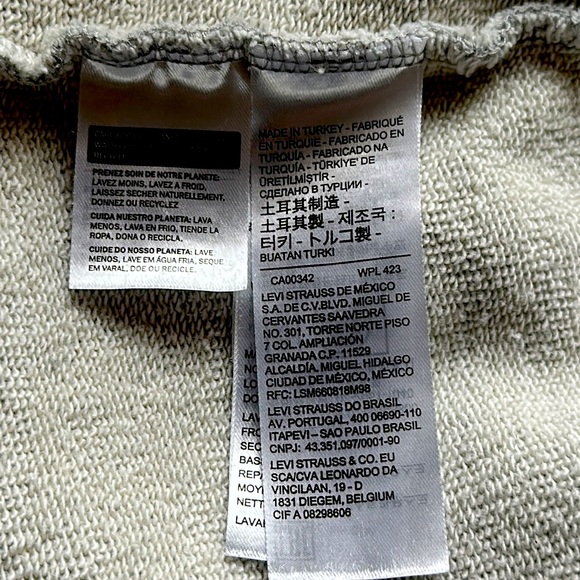 PRENEZ SOIN DE NOTRE PLANETE:
LAVEZ MOINS, LAVEZ A FROID,
LAISSEZ SECHER NATURELLEMENT,
DONNEZ OU RECYCLEZ
CUIDA NUESTRO PLANETA: LAVA
MENOS, LAVA EN FRIO, TIENDE LA
ROPA, DONA O RECICLA.
CUIDE DO NOSSO PLANETA: LAVE
MENOS, LAVE EM ÁGUA FRIA, SEQUE
EM VARAL, DOE OU RECICLE.
MADE IN TURKEY - FABRIQUÉ
EN TURQUIE - FABRICADO EN
TURQUÍA - FABRICADO NA
TURQUIA - TÜRKİYE' DE
ÜRETİLMİŞTİR -
СДЕЛАНО В ТУРЦИИ -
土耳其制造 -
土耳其製 - 제조국 :
터키 - トルコ製 -
BUATAN TURKI
CA00342 WPL 423
LEVI STRAUSS DE MÉXICO
S.A. DE C.V.BLVD. MIGUEL DE
CERVANTES SAAVEDRA
NO. 301, TORRE NORTE PISO
7 COL. AMPLIACIÓN
GRANADA C.P. 11529
ALCALDÍA. MIGUEL HIDALGO
CIUDAD DE MÉXICO, MÉXICO
RFC: LSM660818M98
LEVI STRAUSS DO BRASIL
AV. PORTUGAL, 400 06690-110
ITAPEVI – SAO PAULO BRASIL
CNPJ: 43.351.097/0001-90
LEVI STRAUSS & CO. EU
SCA/CVA LEONARDO DA
VINCILAAN, 19 - D
1831 DIEGEM, BELGIUM
CIF A 08298606